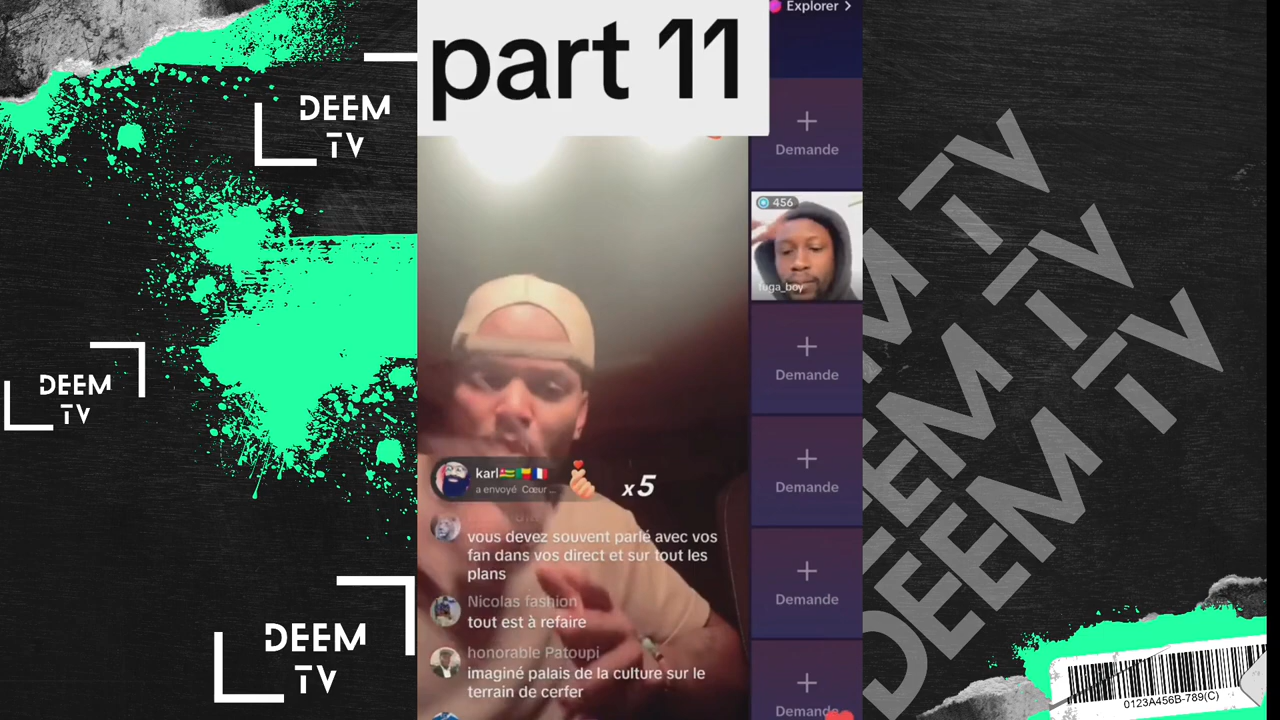 part 11
Explorer
DEEM
TV
Demande
456
fuga_boy
DEEM
TV
Demande
karl
a envoyé Cœur ...
x5
Demande
vous devez souvent parlé avec vos
fan dans vos direct et sur tout les
plans
Nicolas fashion
tout est à refaire
Demande
honorable Patoupi
imaginé palais de la culture sur le
terrain de cerfer
Demande
DEEM
TV
DEEM TV
DEEM TV
DEEM TV
0123A456B-789(C)